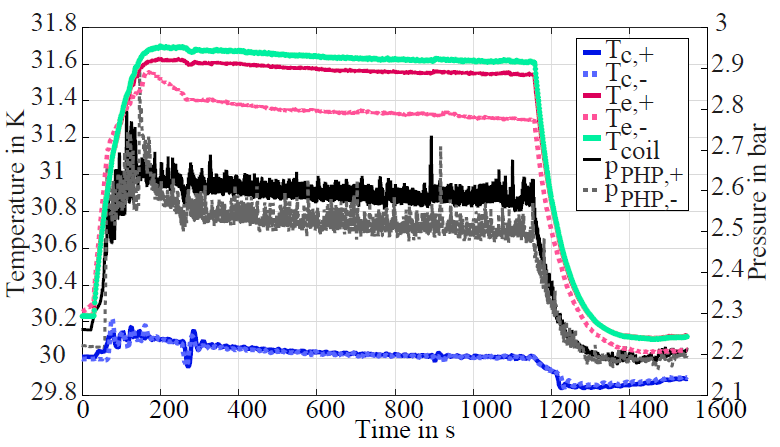 31.8
31.6
31.4
31.2
31
30.8
30.6
30.4
30.2
30.0
29.8
Temperature in K
3
2.9
2.8
2.7
2.6
2.5
2.4
2.3
2.2
2.1
Pressure in bar
Tc,+
Tc,-
Te,+
Te,-
Tcoil
pPHP,+
pPHP,-
0 200 400 600 800 1000 1200 1400 1600
Time in s